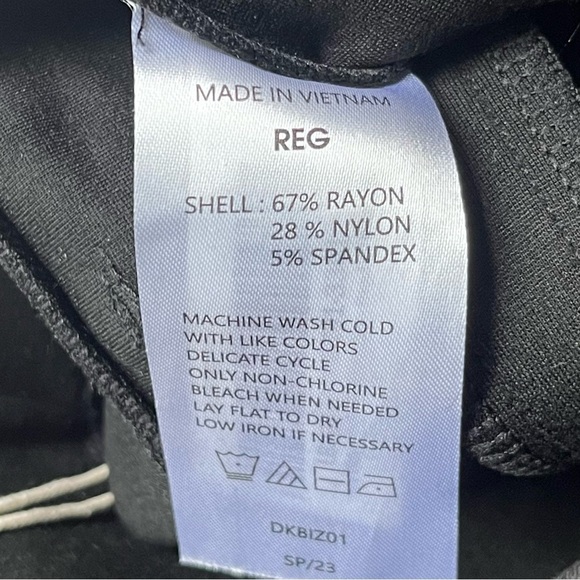 MADE IN VIETNAM
REG
SHELL : 67% RAYON
28 % NYLON
5% SPANDEX
MACHINE WASH COLD
WITH LIKE COLORS
DELICATE CYCLE
ONLY NON-CHLORINE
BLEACH WHEN NEEDED
LAY FLAT TO DRY
LOW IRON IF NECESSARY
DKBIZ01
SP/23